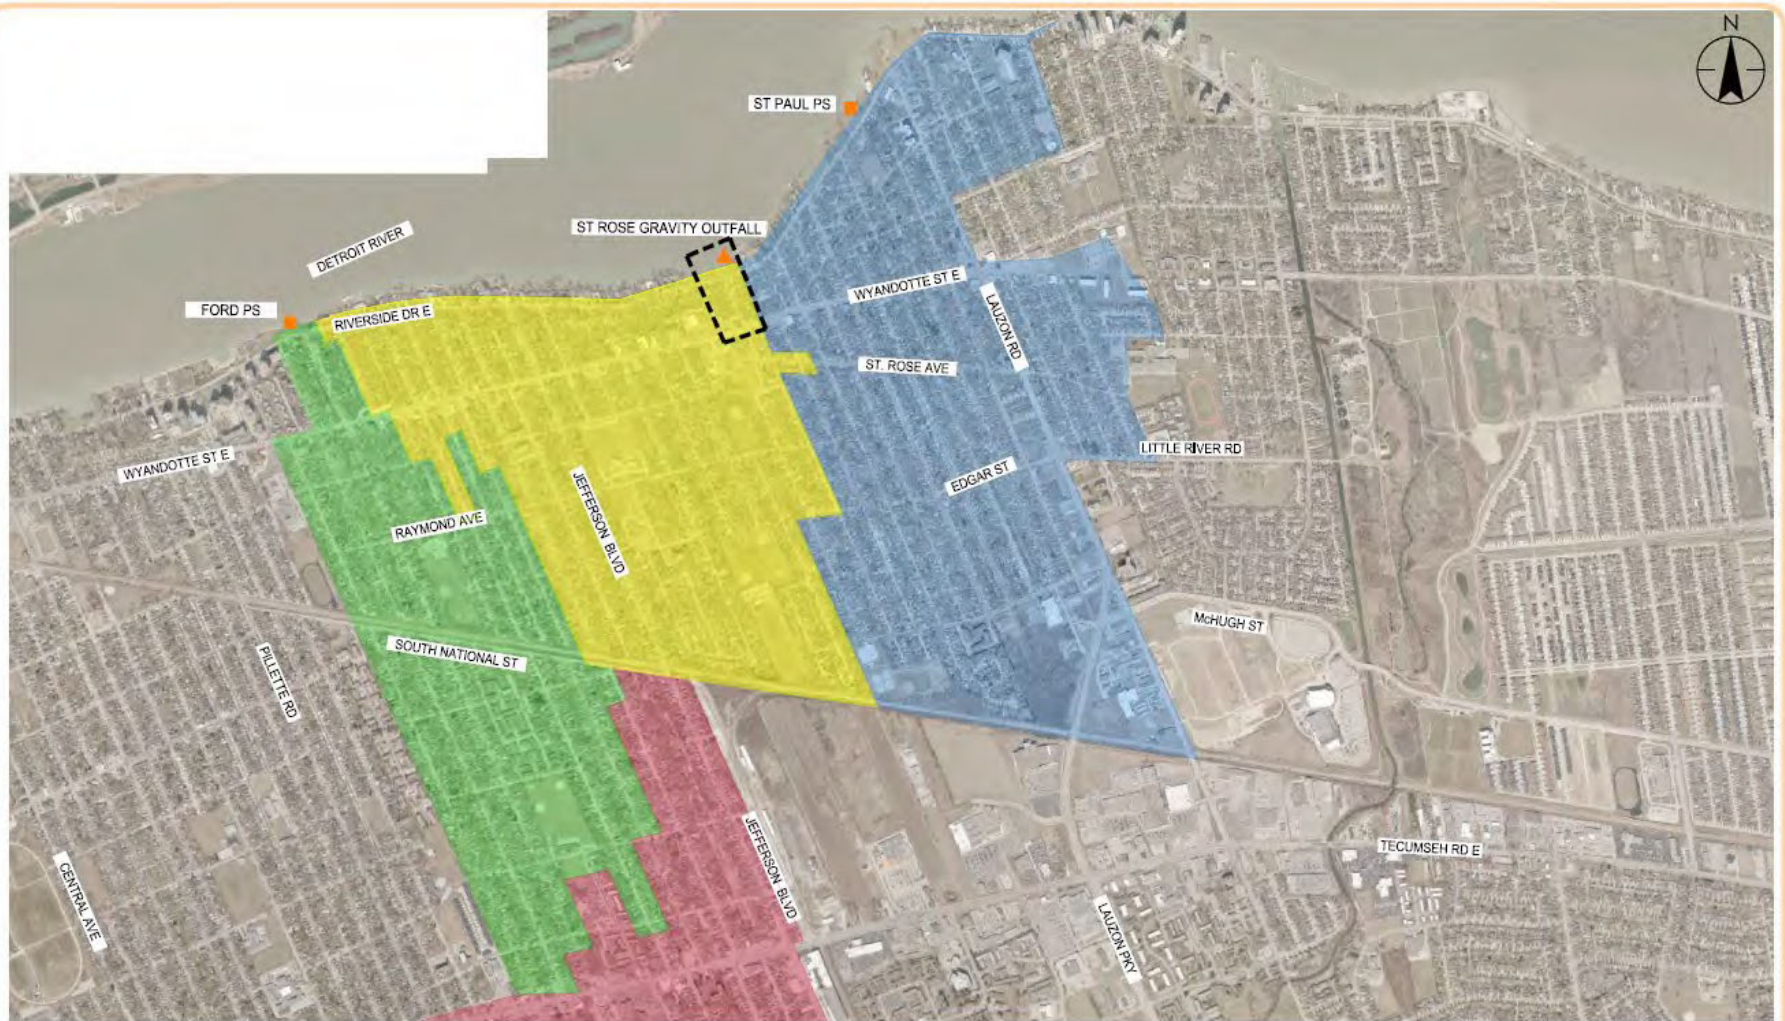 N
ST PAUL PS
ST ROSE GRAVITY OUTFALL
DETROIT RIVER
FORD PS
RIVERSIDE DR E
WYANDOTTE ST E
LAUZON RD
ST. ROSE AVE
LITTLE RIVER RD
WYANDOTTE ST E
EDGAR ST
JEFFERSON BLVD
RAYMOND AVE
McHUGH ST
SOUTH NATIONAL ST
PILLETTE RD
TECUMSEH RD E
JEFFERSON BLVD
CENTRAL AVE
LAUZON PKY